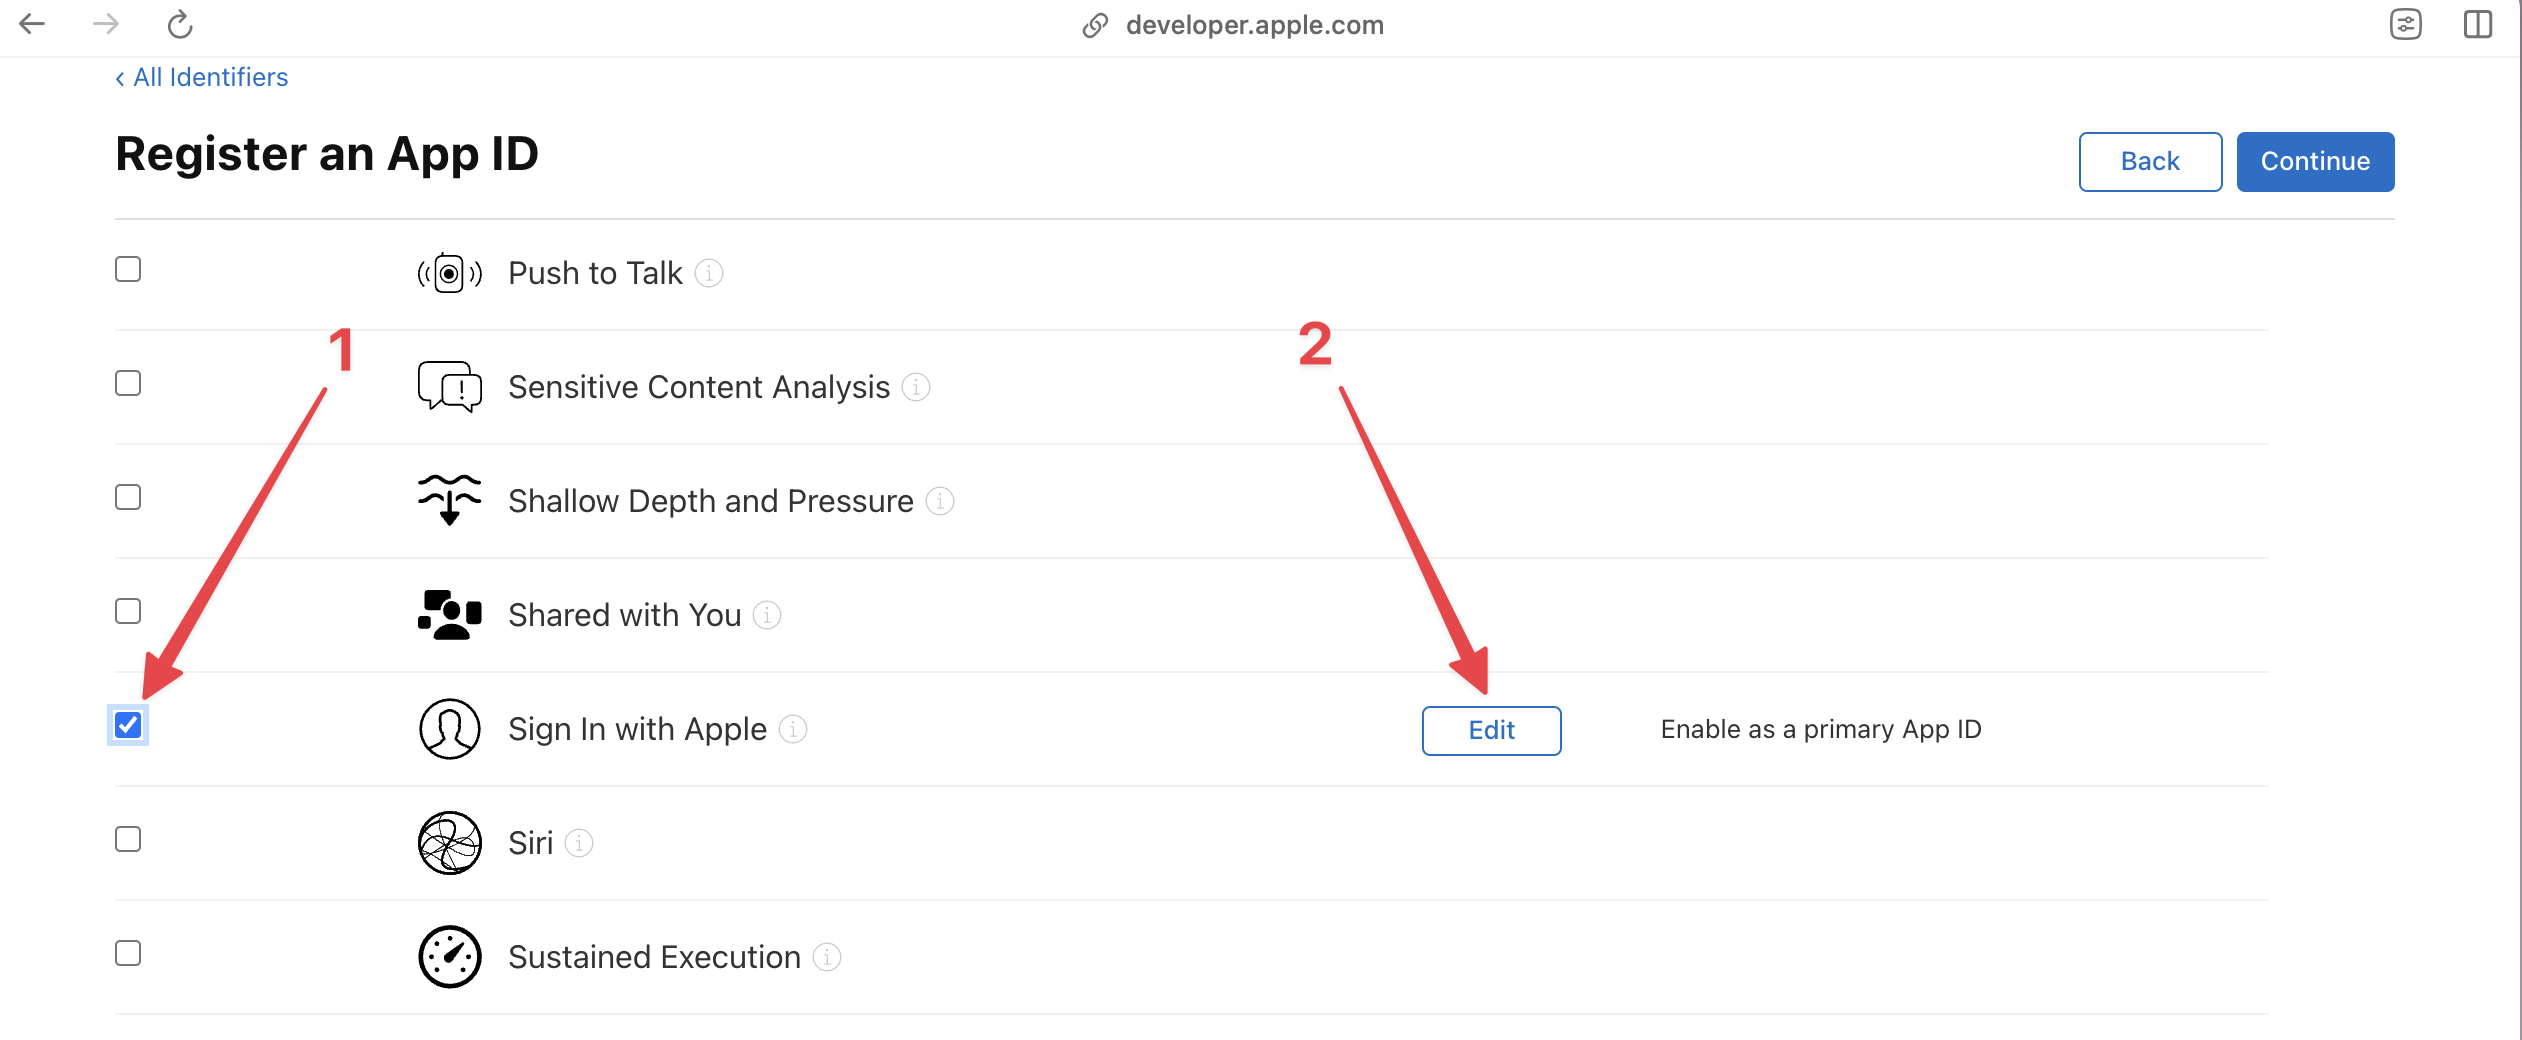 developer.apple.com
‹ All Identifiers
Register an App ID
Back
Continue
Push to Talk
1
2
Sensitive Content Analysis
Shallow Depth and Pressure
Shared with You
Sign In with Apple
Edit
Enable as a primary App ID
Siri
Sustained Execution